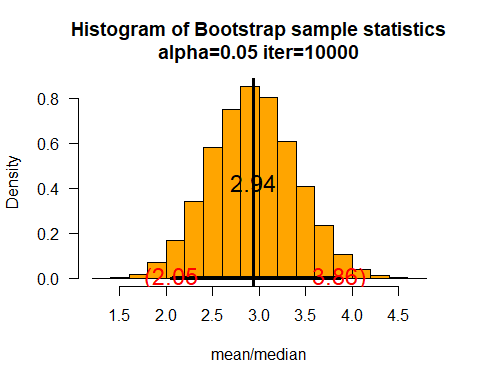 Histogram of Bootstrap sample statistics
alpha=0.05 iter=10000
Density
0.8
0.6
0.4
0.2
0.0
2.94
(2.05
3.86)
1.5 2.0 2.5 3.0 3.5 4.0 4.5
mean/median